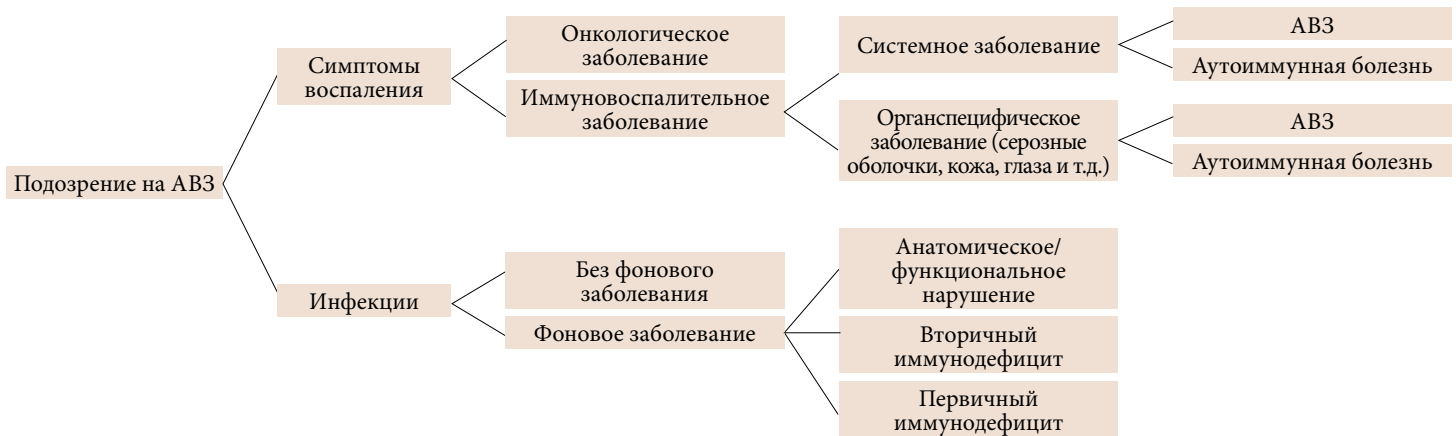 Подозрение на АВЗ
Симптомы
воспаления
Онкологическое
заболевание
Иммуновоспалительное
заболевание
Системное заболевание
АВЗ
Аутоиммунная болезнь
Органспецифическое
заболевание (серозные
оболочки, кожа, глаза и т.д.)
АВЗ
Аутоиммунная болезнь
Инфекции
Без фонового
заболевания
Фоновое заболевание
Анатомическое/
функциональное
нарушение
Вторичный
иммунодефицит
Первичный
иммунодефицит